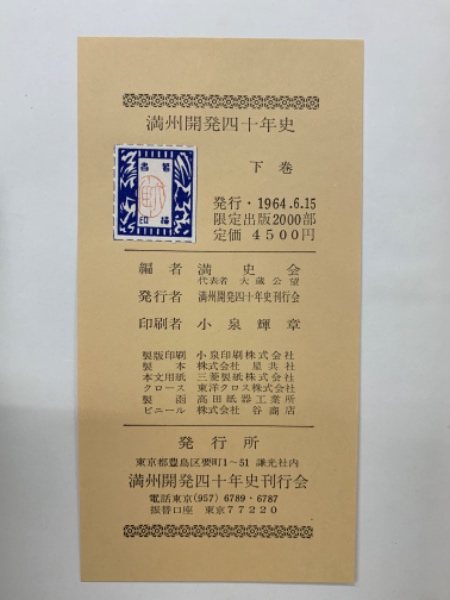 満州開発四十年史
下巻
著者
検印
発行・1964.6.15
限定出版2000部
定価 4500円
編者 満史会
代表者 大蔵公望
発行者 満州開発四十年史刊行会
印刷者 小泉輝章
製版印刷 小泉印刷株式会社
製本 株式会社 星共社
本文用紙 三菱製紙株式会社
クロース 東洋クロス株式会社
製函 高田紙器工業所
ビニール 株式会社 谷商店
発行所
東京都豊島区要町1~51 謙光社内
満州開発四十年史刊行会
電話東京(957) 6789・6787
振替口座 東京77220